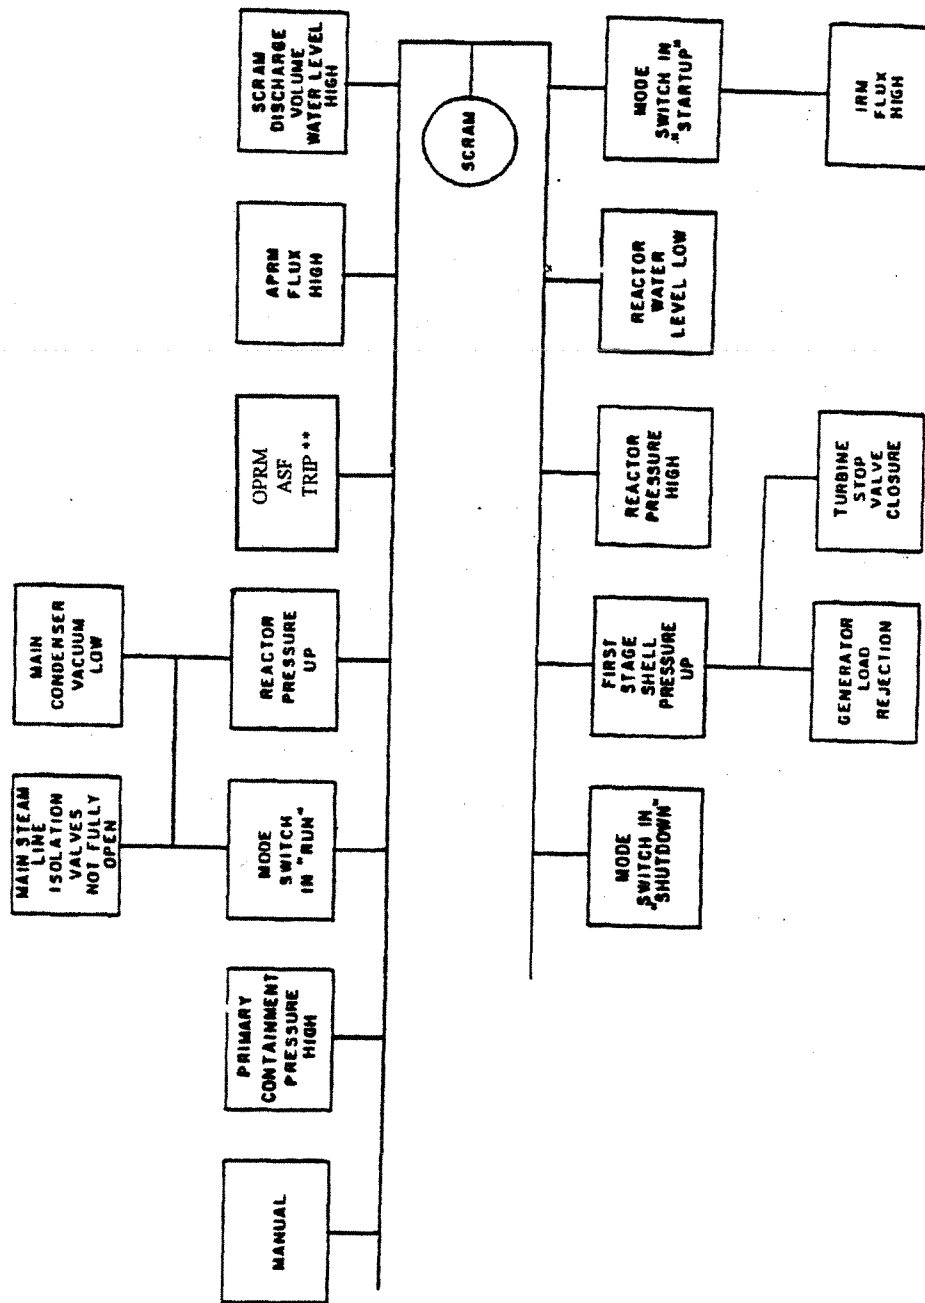 MAIN STEAM
LINE
ISOLATION
VALVES
NOT FULLY
OPEN
MAIN
CONDENSER
VACUUM
LOW
MANUAL
PRIMARY
CONTAINMENT
PRESSURE
HIGH
MODE
SWITCH
IN "RUN"
REACTOR
PRESSURE
UP
OPRM
ASF
TRIP **
APRM
FLUX
HIGH
SCRAM
DISCHARGE
VOLUME
WATER LEVEL
HIGH
SCRAM
MODE
SWITCH IN
"SHUTDOWN"
FIRST
STAGE
SHELL
PRESSURE
UP
REACTOR
PRESSURE
HIGH
REACTOR
WATER
LEVEL LOW
MODE
SWITCH IN
"STARTUP"
GENERATOR
LOAD
REJECTION
TURBINE
STOP
VALVE
CLOSURE
IRM
FLUX
HIGH